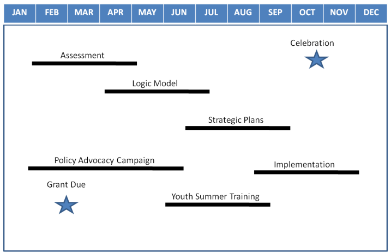 JAN FEB MAR APR MAY JUN JUL AUG SEP OCT NOV DEC
Celebration
Assessment
Logic Model
Strategic Plans
Policy Advocacy Campaign
Implementation
Grant Due
Youth Summer Training